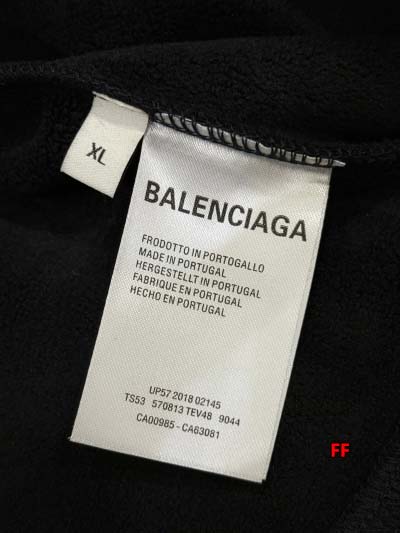 XL
BALENCIAGA
FRODOTTO IN PORTOGALLO
MADE IN PORTUGAL
HERGESTELLT IN PORTUGAL
FABRIQUE EN PORTUGAL
HECHO EN PORTUGAL
UP57 2018 02145
TS53 570813 TEV48 9044
CA00985 - CA63081
FF